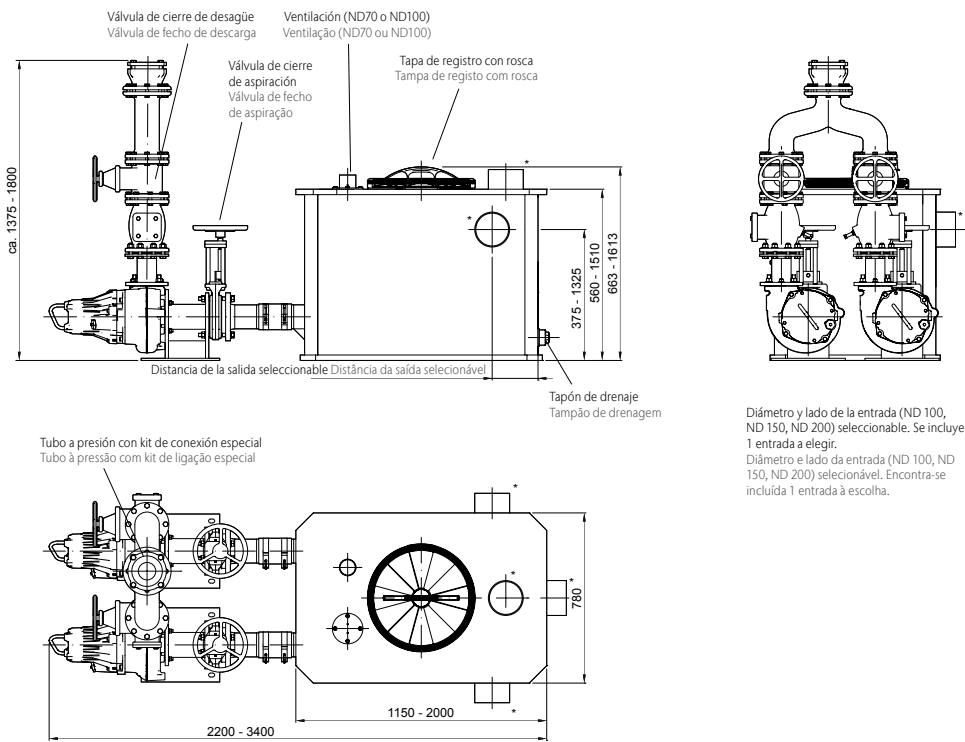 Válvula de cierre de desagüe
Válvula de fecho de descarga
Ventilación (ND70 o ND100)
Ventilação (ND70 ou ND100)
Válvula de cierre
de aspiración
Válvula de fecho
de aspiração
Tapa de registro con rosca
Tampa de registo com rosca
*
*
*
ca. 1375 - 1800
375 - 1325
560 - 1510
663 - 1613
Distancia de la salida seleccionable Distância da saída selecionável
Tapón de drenaje
Tampão de drenagem
Diámetro y lado de la entrada (ND 100,
ND 150, ND 200) seleccionable. Se incluye
1 entrada a elegir.
Diâmetro e lado da entrada (ND 100, ND
150, ND 200) selecionável. Encontra-se
incluída 1 entrada à escolha.
Tubo a presión con kit de conexión especial
Tubo à pressão com kit de ligação especial
*
*
*
*
780
1150 - 2000
2200 - 3400